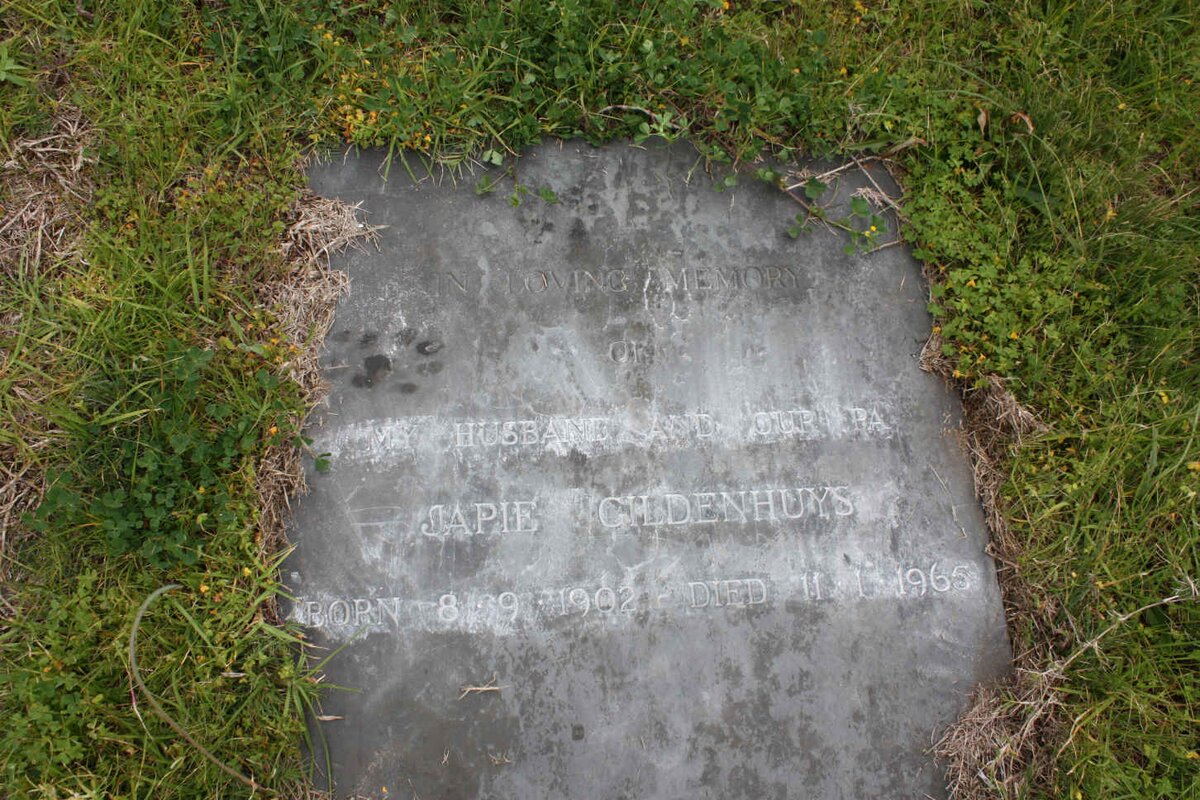 IN LOVING MEMORY
OF
MY HUSBAND AND OUR PA
JAPIE GILDENHUYS
BORN 8.9.1902 - DIED 11.1.1965